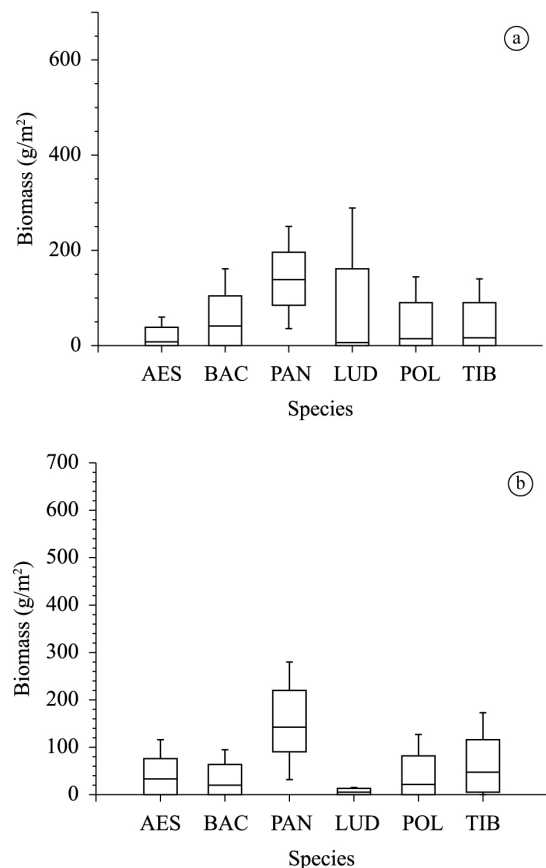 a
Biomass (g/m²)
600
400
200
0
AES BAC PAN LUD POL TIB
Species
b
Biomass (g/m²)
700
600
500
400
300
200
100
0
AES BAC PAN LUD POL TIB
Species